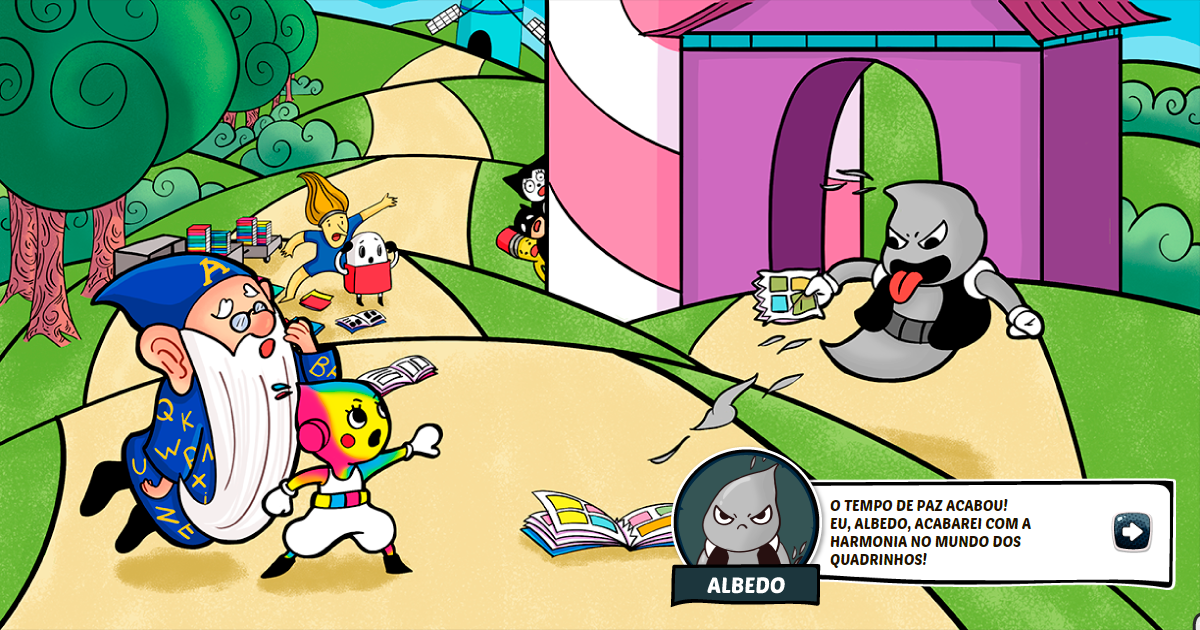 A
B
Q K
W
U
X
N E
O TEMPO DE PAZ ACABOU!
EU, ALBEDO, ACABAREI COM A
HARMONIA NO MUNDO DOS
QUADRINHOS!
ALBEDO